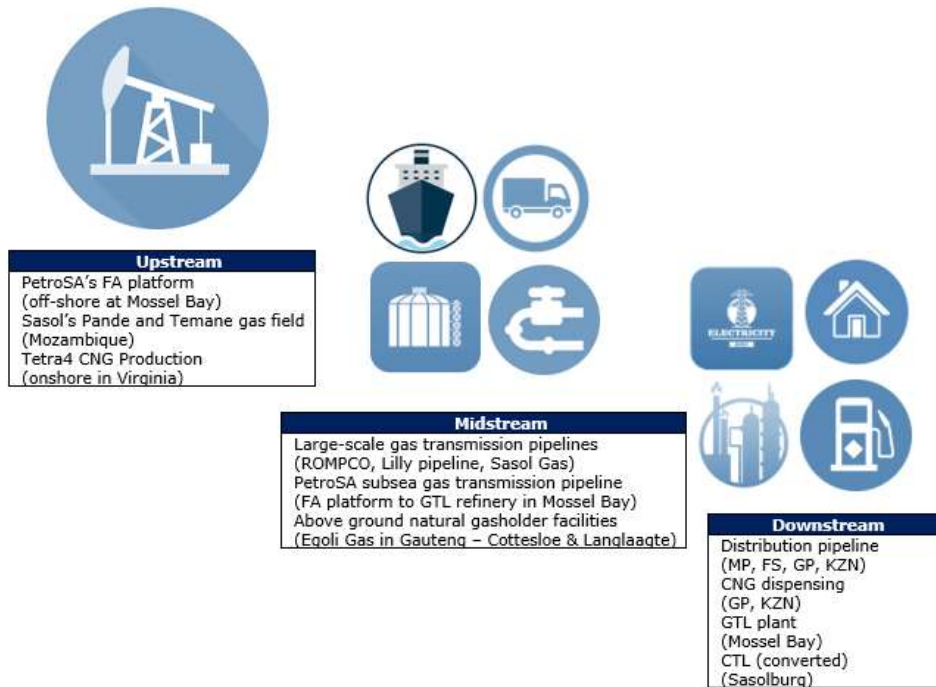 Upstream
PetroSA's FA platform
(off-shore at Mossel Bay)
Sasol's Pande and Temane gas field
(Mozambique)
Tetra4 CNG Production
(onshore in Virginia)
Midstream
Large-scale gas transmission pipelines
(ROMPCO, Lilly pipeline, Sasol Gas)
PetroSA subsea gas transmission pipeline
(FA platform to GTL refinery in Mossel Bay)
Above ground natural gasholder facilities
(Egoli Gas in Gauteng – Cottesloe & Langlaagte)
ELECTRICITY
Downstream
Distribution pipeline
(MP, FS, GP, KZN)
CNG dispensing
(GP, KZN)
GTL plant
(Mossel Bay)
CTL (converted)
(Sasolburg)